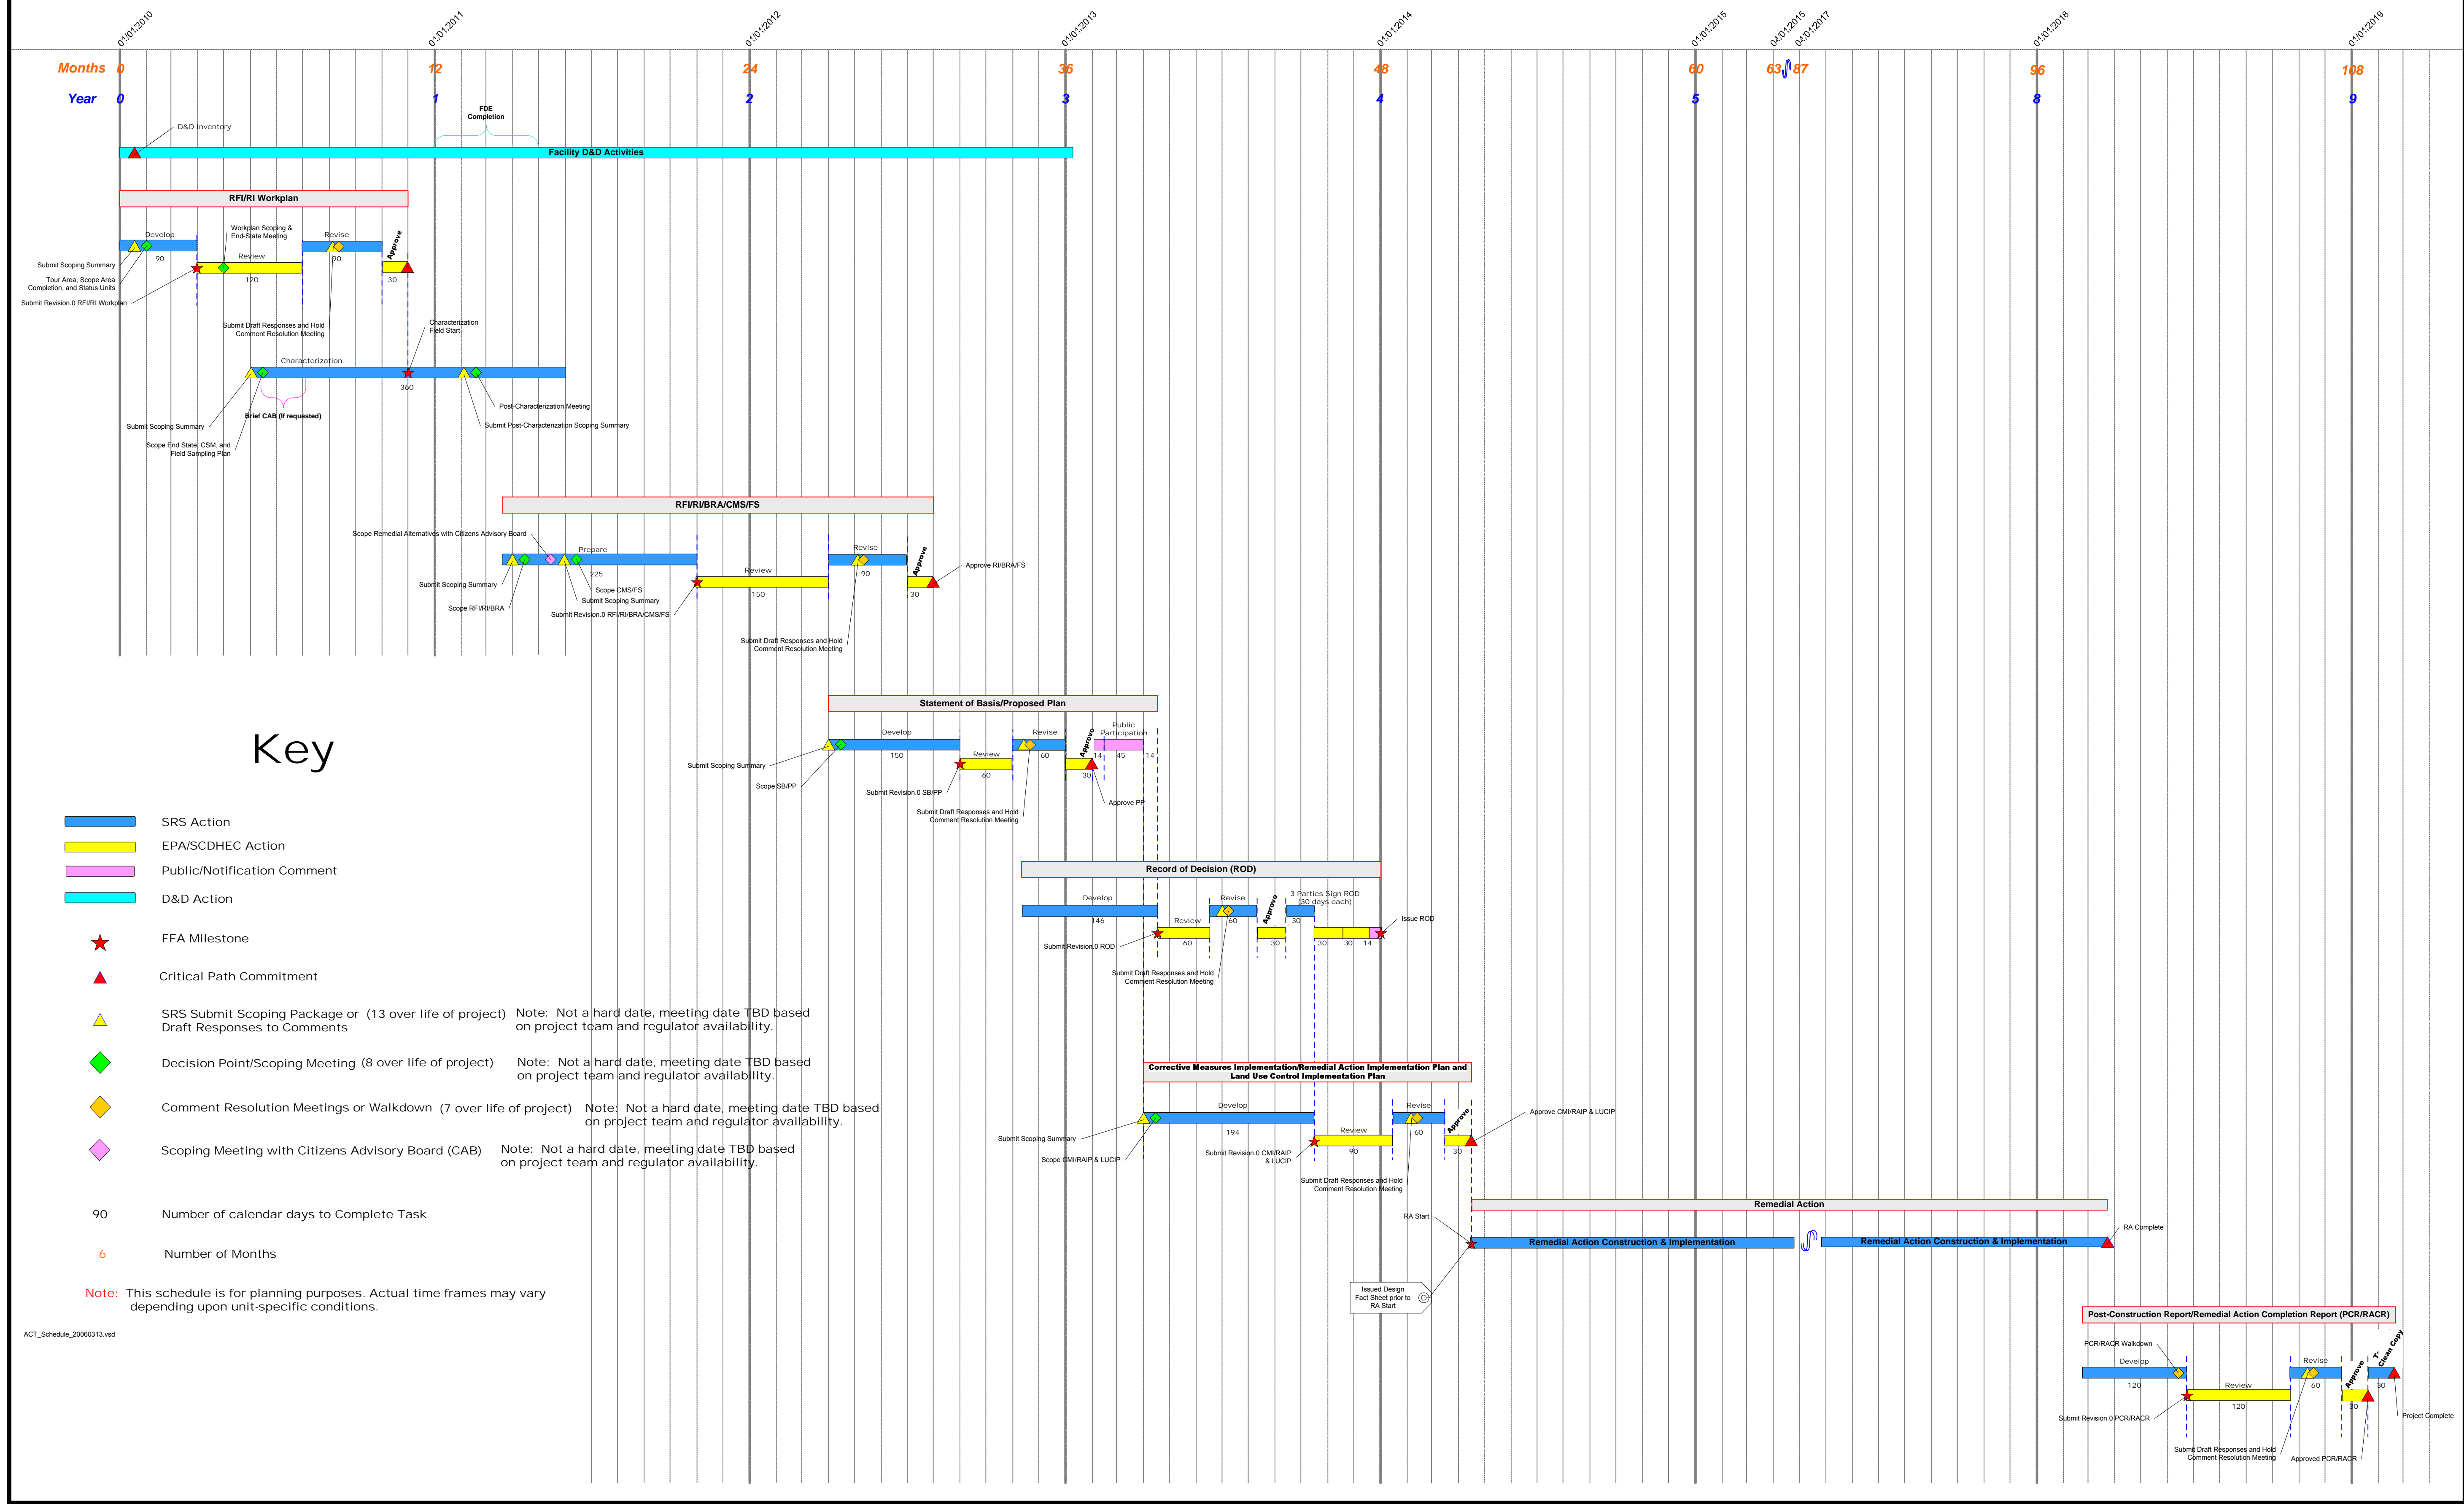 01/01/2010
01/01/2011
01/01/2012
01/01/2013
01/01/2014
01/01/2015
04/01/2015
04/01/2017
01/01/2018
01/01/2019
Months 0 12 24 36 48 60 63 87 96 108
Year 0 1 2 3 4 5 8 9
FDE
Completion
D&D Inventory
Facility D&D Activities
RFI/RI Workplan
Develop
90
Workplan Scoping &
End-State Meeting
Review
120
Revise
90
Approve
30
Submit Scoping Summary
Tour Area, Scope Area
Completion, and Status Units
Submit Revision.0 RFI/RI Workplan
Submit Draft Responses and Hold
Comment Resolution Meeting
Characterization
Field Start
Characterization
360
Brief CAB (If requested)
Post-Characterization Meeting
Submit Scoping Summary
Submit Post-Characterization Scoping Summary
Scope End State, CSM, and
Field Sampling Plan
RFI/RI/BRA/CMS/FS
Scope Remedial Alternatives with Citizens Advisory Board
Prepare
225
Revise
90
Approve
Approve RI/BRA/FS
Review
150
30
Submit Scoping Summary
Scope CMS/FS
Submit Scoping Summary
Scope RFI/RI/BRA
Submit Revision.0 RFI/RI/BRA/CMS/FS
Submit Draft Responses and Hold
Comment Resolution Meeting
Statement of Basis/Proposed Plan
Develop
150
Revise
60
Approve
Public
Participation
14 45 14
Review
60
30
Submit Scoping Summary
Scope SB/PP
Submit Revision.0 SB/PP
Approve PP
Submit Draft Responses and Hold
Comment Resolution Meeting
Key
SRS Action
EPA/SCDHEC Action
Public/Notification Comment
D&D Action
FFA Milestone
Critical Path Commitment
SRS Submit Scoping Package or (13 over life of project) Note: Not a hard date, meeting date TBD based
Draft Responses to Comments on project team and regulator availability.
Decision Point/Scoping Meeting (8 over life of project) Note: Not a hard date, meeting date TBD based
on project team and regulator availability.
Comment Resolution Meetings or Walkdown (7 over life of project) Note: Not a hard date, meeting date TBD based
on project team and regulator availability.
Scoping Meeting with Citizens Advisory Board (CAB) Note: Not a hard date, meeting date TBD based
on project team and regulator availability.
90 Number of calendar days to Complete Task
6 Number of Months
Note: This schedule is for planning purposes. Actual time frames may vary
depending upon unit-specific conditions.
ACT_Schedule_20060313.vsd
Record of Decision (ROD)
Develop
146
Revise
60
Approve
3 Parties Sign ROD
(30 days each)
30
Issue ROD
Review
60
30
30 30 14
Submit Revision.0 ROD
Submit Draft Responses and Hold
Comment Resolution Meeting
Corrective Measures Implementation/Remedial Action Implementation Plan and
Land Use Control Implementation Plan
Develop
194
Revise
60
Approve
Approve CMI/RAIP & LUCIP
Review
90
30
Submit Scoping Summary
Scope CMI/RAIP & LUCIP
Submit Revision.0 CMI/RAIP
& LUCIP
Submit Draft Responses and Hold
Comment Resolution Meeting
Remedial Action
RA Start
RA Complete
Remedial Action Construction & Implementation
Remedial Action Construction & Implementation
Issued Design
Fact Sheet prior to
RA Start
Post-Construction Report/Remedial Action Completion Report (PCR/RACR)
PCR/RACR Walkdown
Develop
120
Revise
60
Approve
Clean Copy
30
Review
120
30
Submit Revision.0 PCR/RACR
Project Complete
Submit Draft Responses and Hold
Comment Resolution Meeting
Approved PCR/RACR